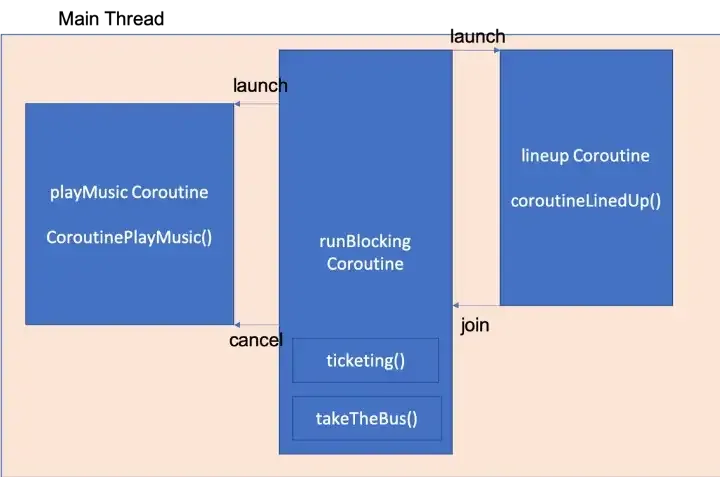 Main Thread
launch
launch
lineup Coroutine
coroutineLinedUp()
playMusic Coroutine
CoroutinePlayMusic()
runBlocking
Coroutine
join
cancel
ticketing()
takeTheBus()